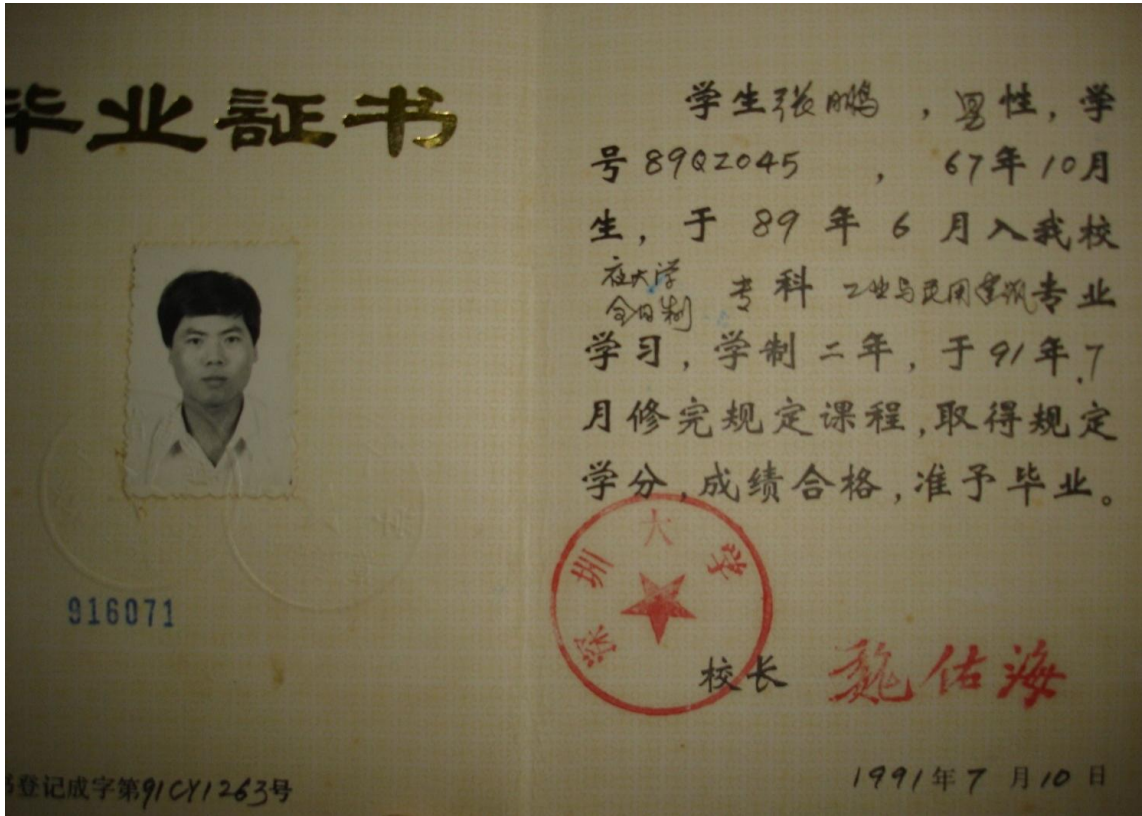 毕业証书
916071
书登记成字第91CY1263号
学生张鹏，男性，学
号89QZ045，67年10月
生，于89年6月入我校
夜大学
全日制
专科工业与民用建筑专业
学习，学制二年，于91年7
月修完规定课程，取得规定
学分，成绩合格，准予毕业。
深圳大学
校长 魏佑海
1991年7月10日